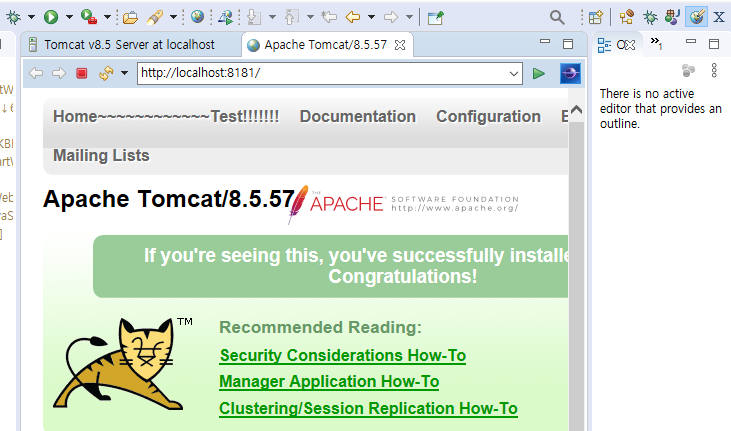 Tomcat v8.5 Server at localhost
Apache Tomcat/8.5.57
http://localhost:8181/
Home~~~~~~~~~~~~Test!!!!!!!
Documentation
Configuration
Mailing Lists
Apache Tomcat/8.5.57
THE
APACHE
SOFTWARE FOUNDATION
http://www.apache.org/
If you're seeing this, you've successfully
Congratulations!
TM
Recommended Reading:
Security Considerations How-To
Manager Application How-To
Clustering/Session Replication How-To
There is no active
editor that provides an
outline.